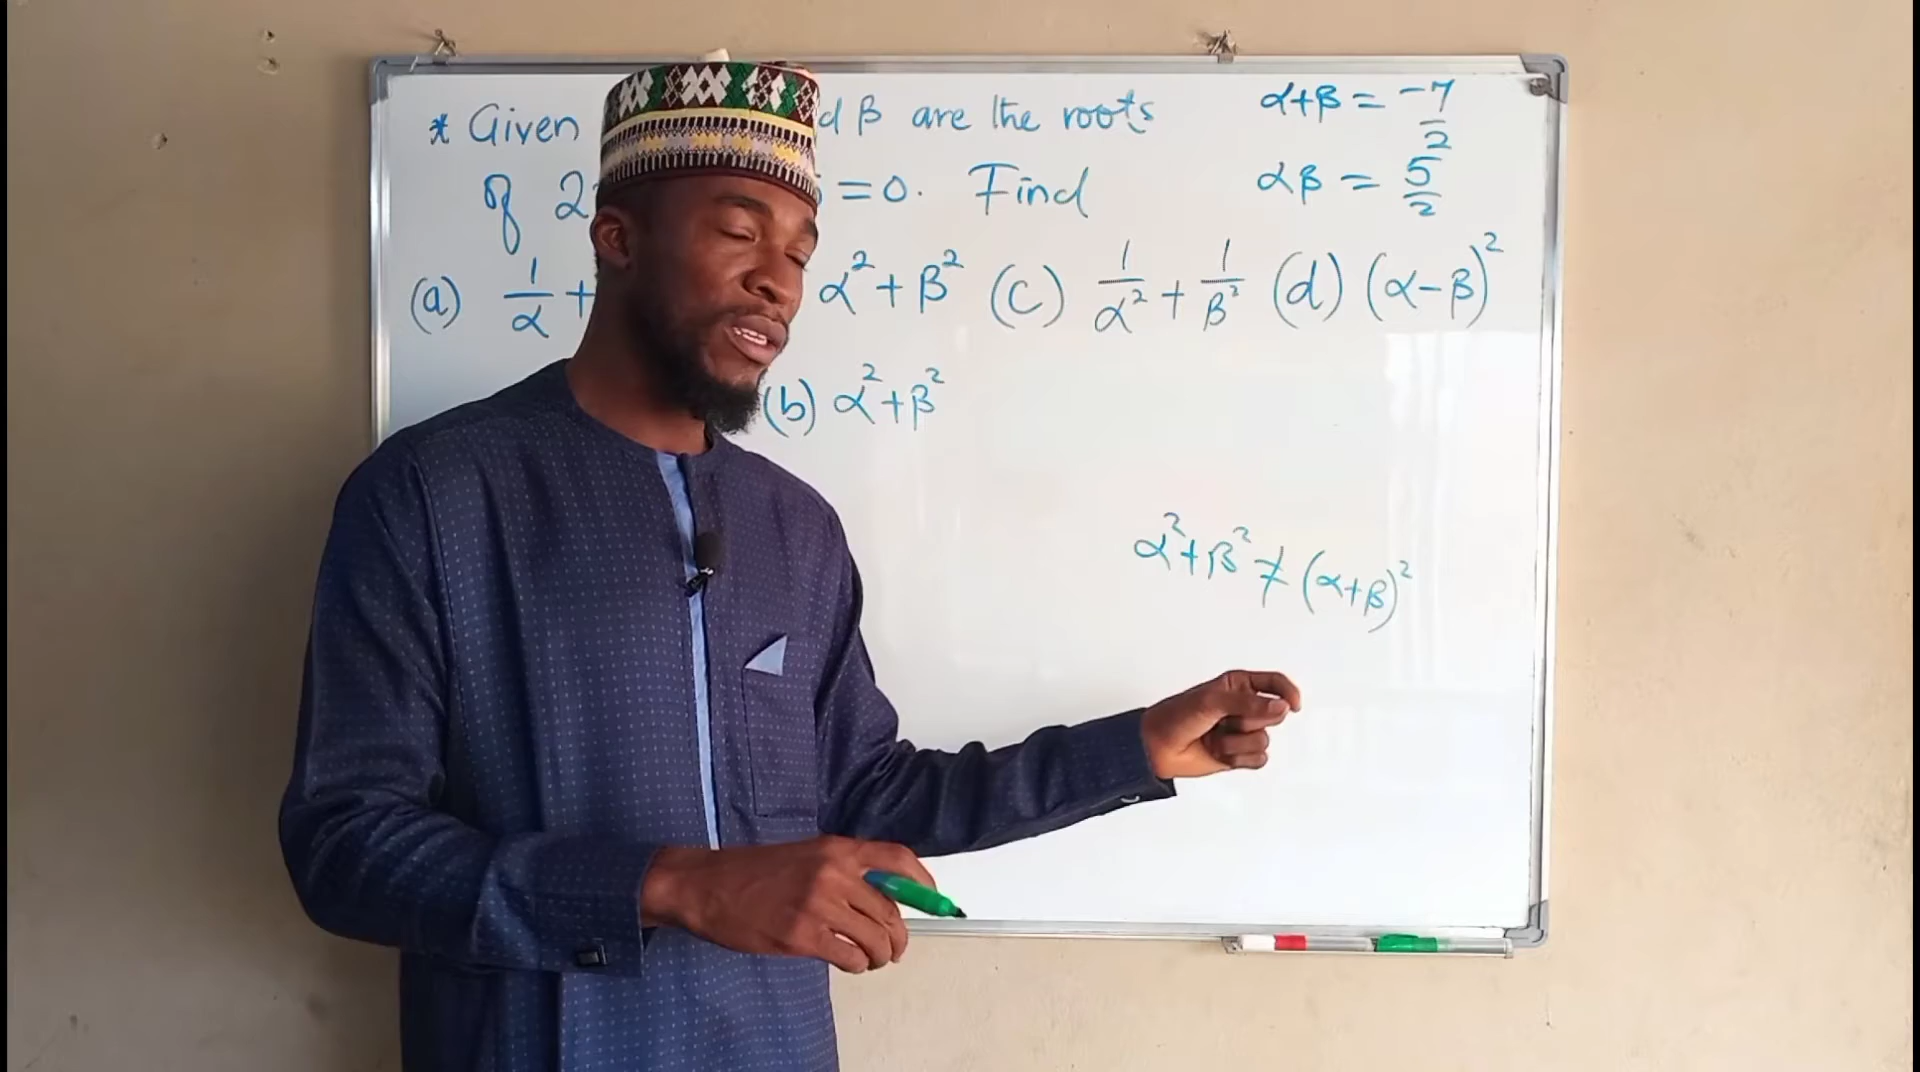 * Given d β are the roots
of 2 = 0. Find
(a) 1/α + α² + β² (c) 1/α² + 1/β² (d) (α - β)²
α + β = -7/2
αβ = 5/2
(b) α² + β²
α² + β² ≠ (α + β)²